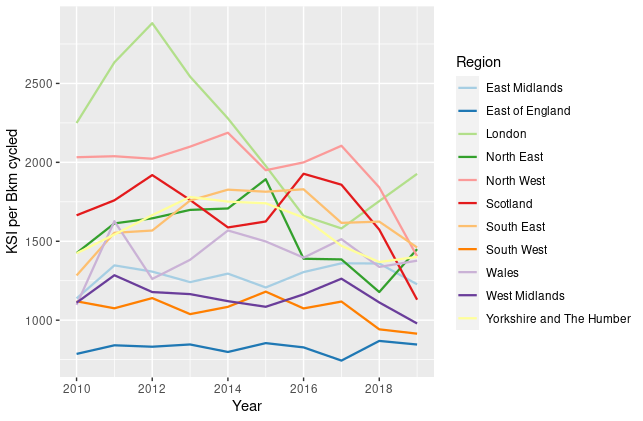 KSI per Bkm cycled
2500
2000
1500
1000
2010
2012
2014
2016
2018
Year
Region
East Midlands
East of England
London
North East
North West
Scotland
South East
South West
Wales
West Midlands
Yorkshire and The Humber